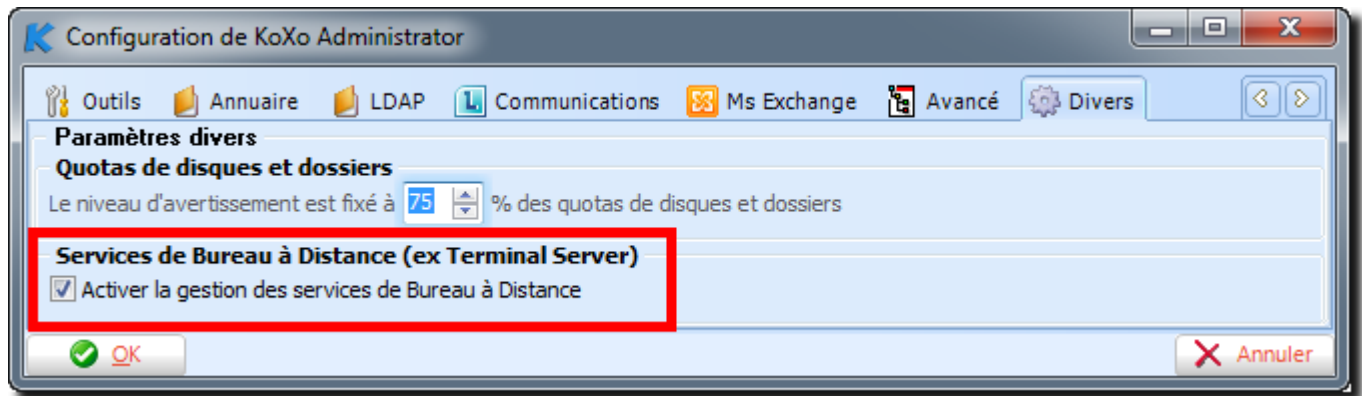 Configuration de KoXo Administrator
Outils Annuaire LDAP Communications Ms Exchange Avancé Divers
Paramètres divers
Quotas de disques et dossiers
Le niveau d'avertissement est fixé à 75 % des quotas de disques et dossiers
Services de Bureau à Distance (ex Terminal Server)
Activer la gestion des services de Bureau à Distance
OK Annuler